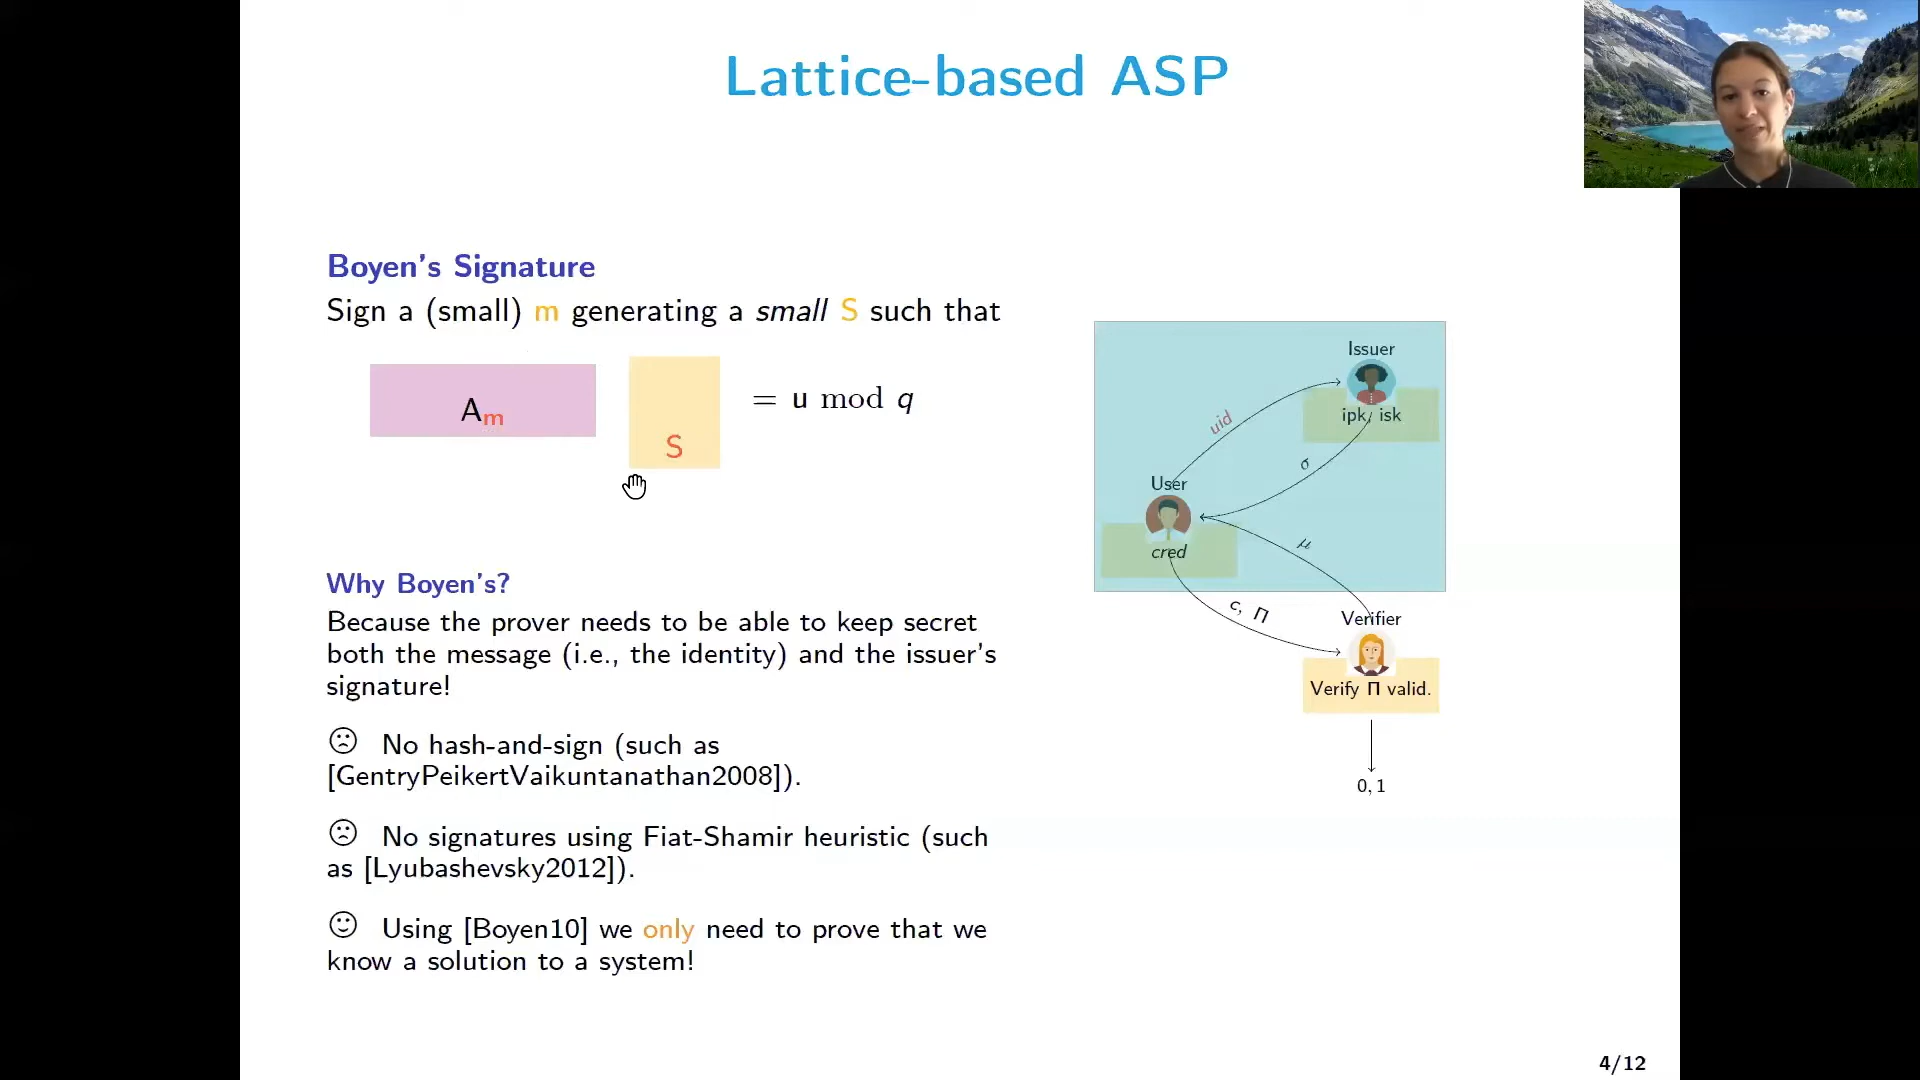 Lattice-based ASP
Boyen's Signature
Sign a (small) m generating a small S such that
A_m S = u mod q
Why Boyen's?
Because the prover needs to be able to keep secret
both the message (i.e., the identity) and the issuer's
signature!
☹ No hash-and-sign (such as
[GentryPeikertVaikuntanathan2008]).
☹ No signatures using Fiat-Shamir heuristic (such
as [Lyubashevsky2012]).
☺ Using [Boyen10] we only need to prove that we
know a solution to a system!
Issuer
ipk, isk
uid
σ
User
cred
μ
c, Π
Verifier
Verify Π valid.
0, 1
4/12